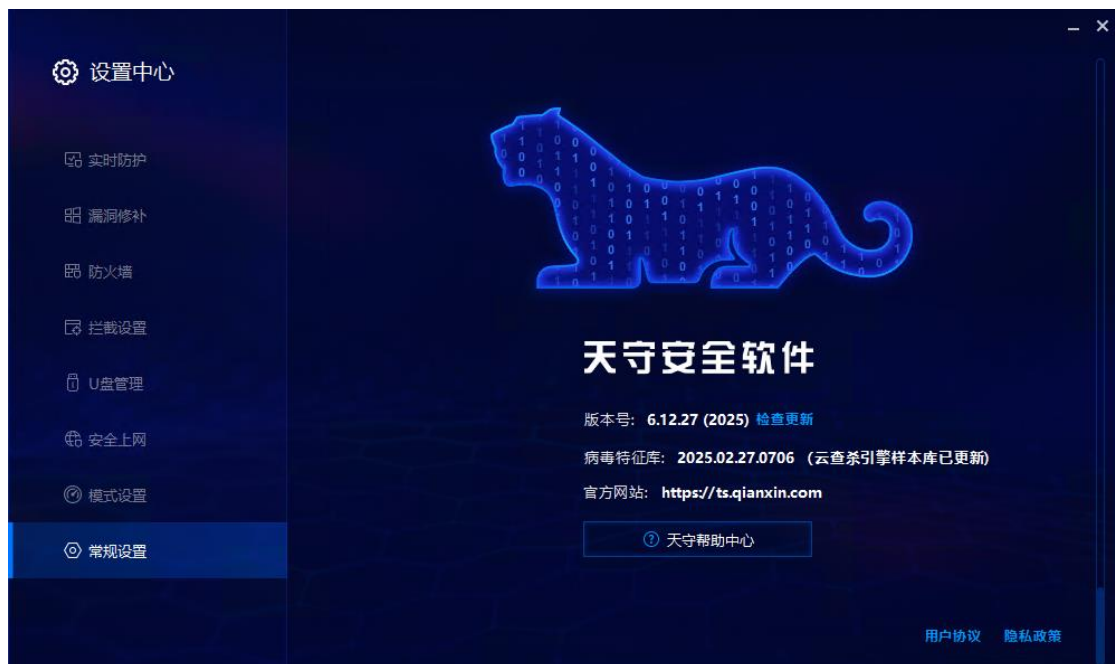 设置中心
实时防护
漏洞修补
防火墙
拦截设置
U盘管理
安全上网
模式设置
常规设置
天守安全软件
版本号: 6.12.27 (2025) 检查更新
病毒特征库: 2025.02.27.0706 (云查杀引擎样本库已更新)
官方网站: https://ts.qianxin.com
天守帮助中心
用户协议 隐私政策